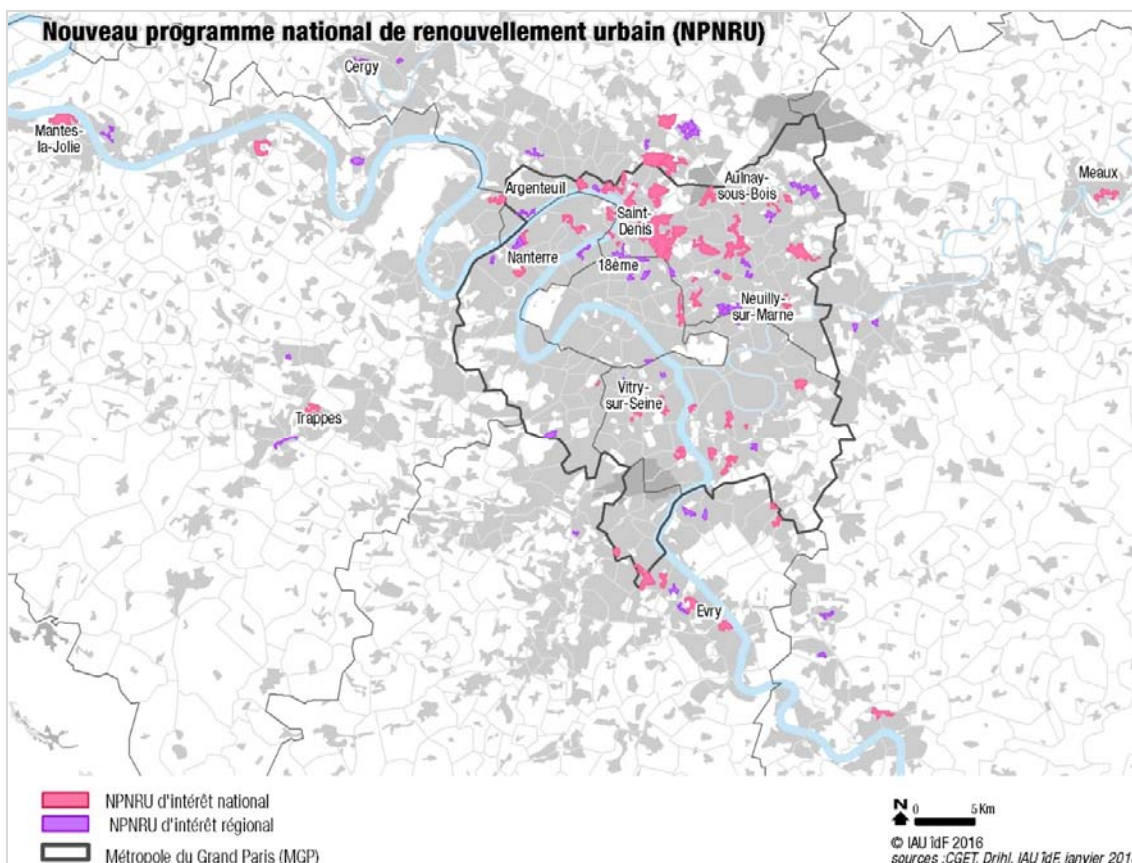 Nouveau programme national de renouvellement urbain (NPNRU)
Cergy
Mantes-
la-Jolie
Meaux
Argenteuil
Aulnay-
sous-Bois
Saint-
Denis
Nanterre
18ème
Neuilly-
sur-Marne
Vitry-
sur-Seine
Trappes
Evry
NPNRU d'intérêt national
NPNRU d'intérêt régional
Métropole du Grand Paris (MGP)
N
0 5 Km
© IAU îdF 2016
sources :CGET, Drihl, IAU îdF, janvier 201